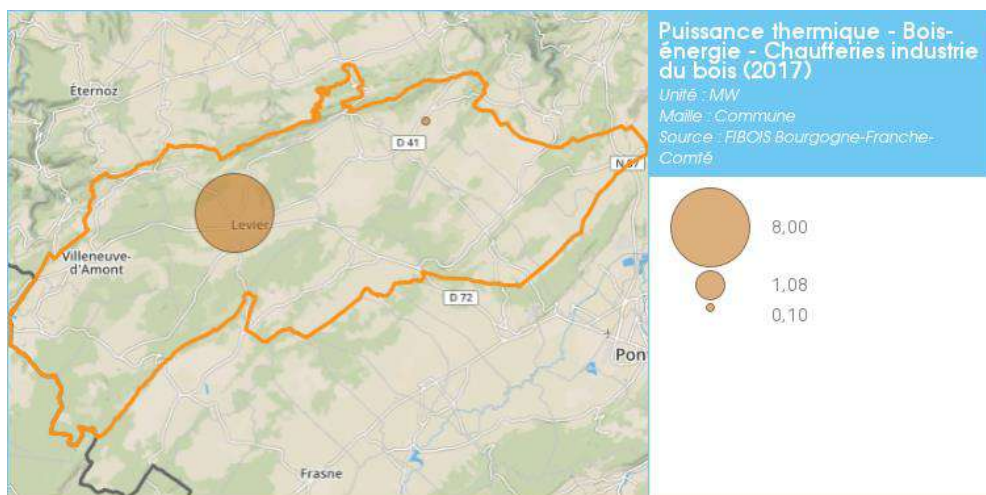 Éternoz
D 41
N 57
Levier
Villeneuve-
d'Amont
D 72
Pon
Frasne
Puissance thermique - Bois-
énergie - Chaufferies industrie
du bois (2017)
Unité : MW
Maille : Commune
Source : FIBOIS Bourgogne-Franche-
Comté
8,00
1,08
0,10